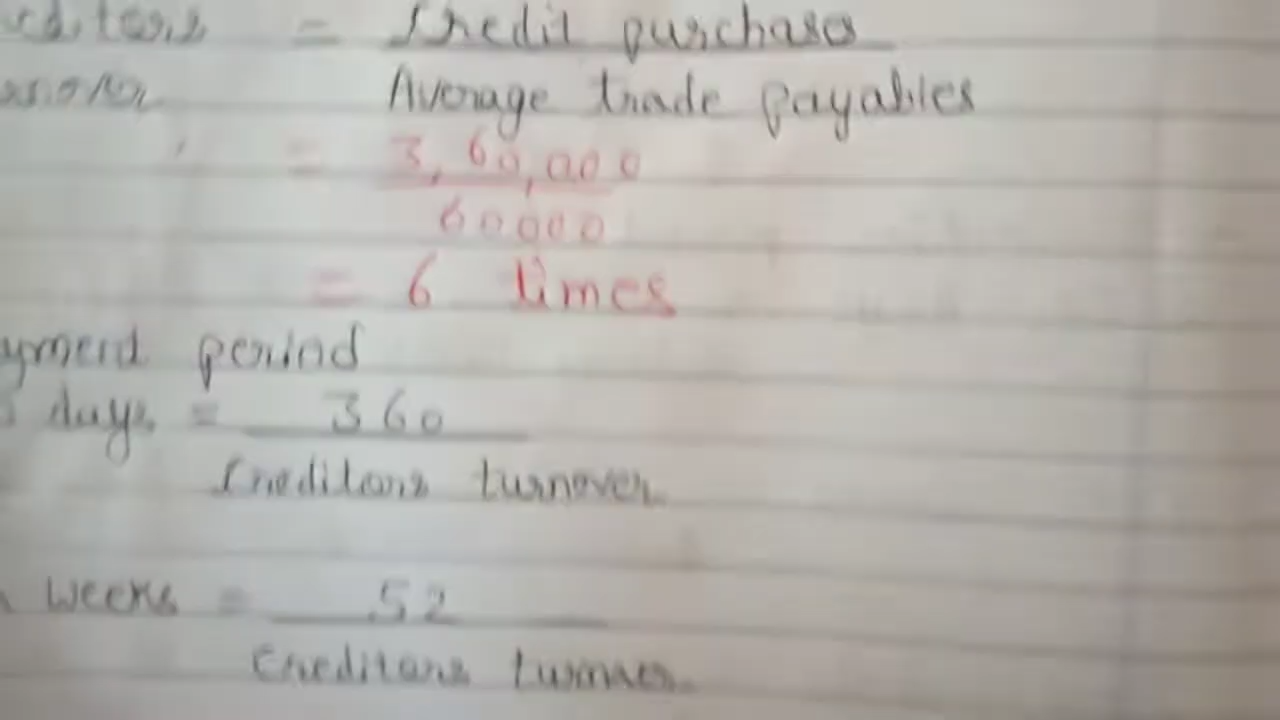 = Credit purchases
Average trade payables
= 3,60,000
60000
= 6 times
period
days = 360
Creditors turnover
weeks = 52
Creditors turnover